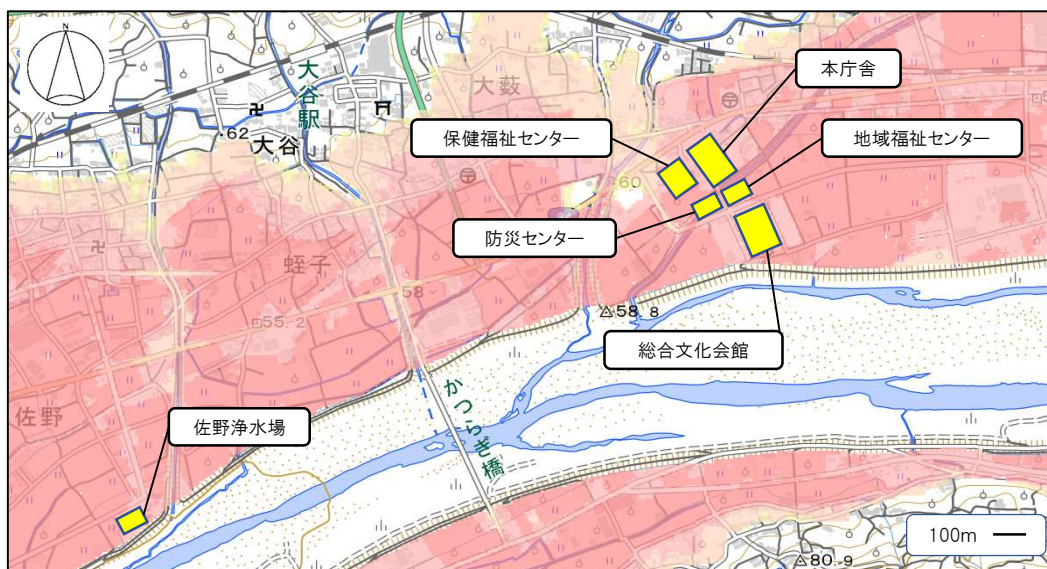 N
本庁舎
保健福祉センター
地域福祉センター
防災センター
総合文化会館
佐野浄水場
大谷駅
大谷
大薮
蛭子
佐野
かつらぎ橋
.62
60
58
55.2
△58.8
△80.9
100m